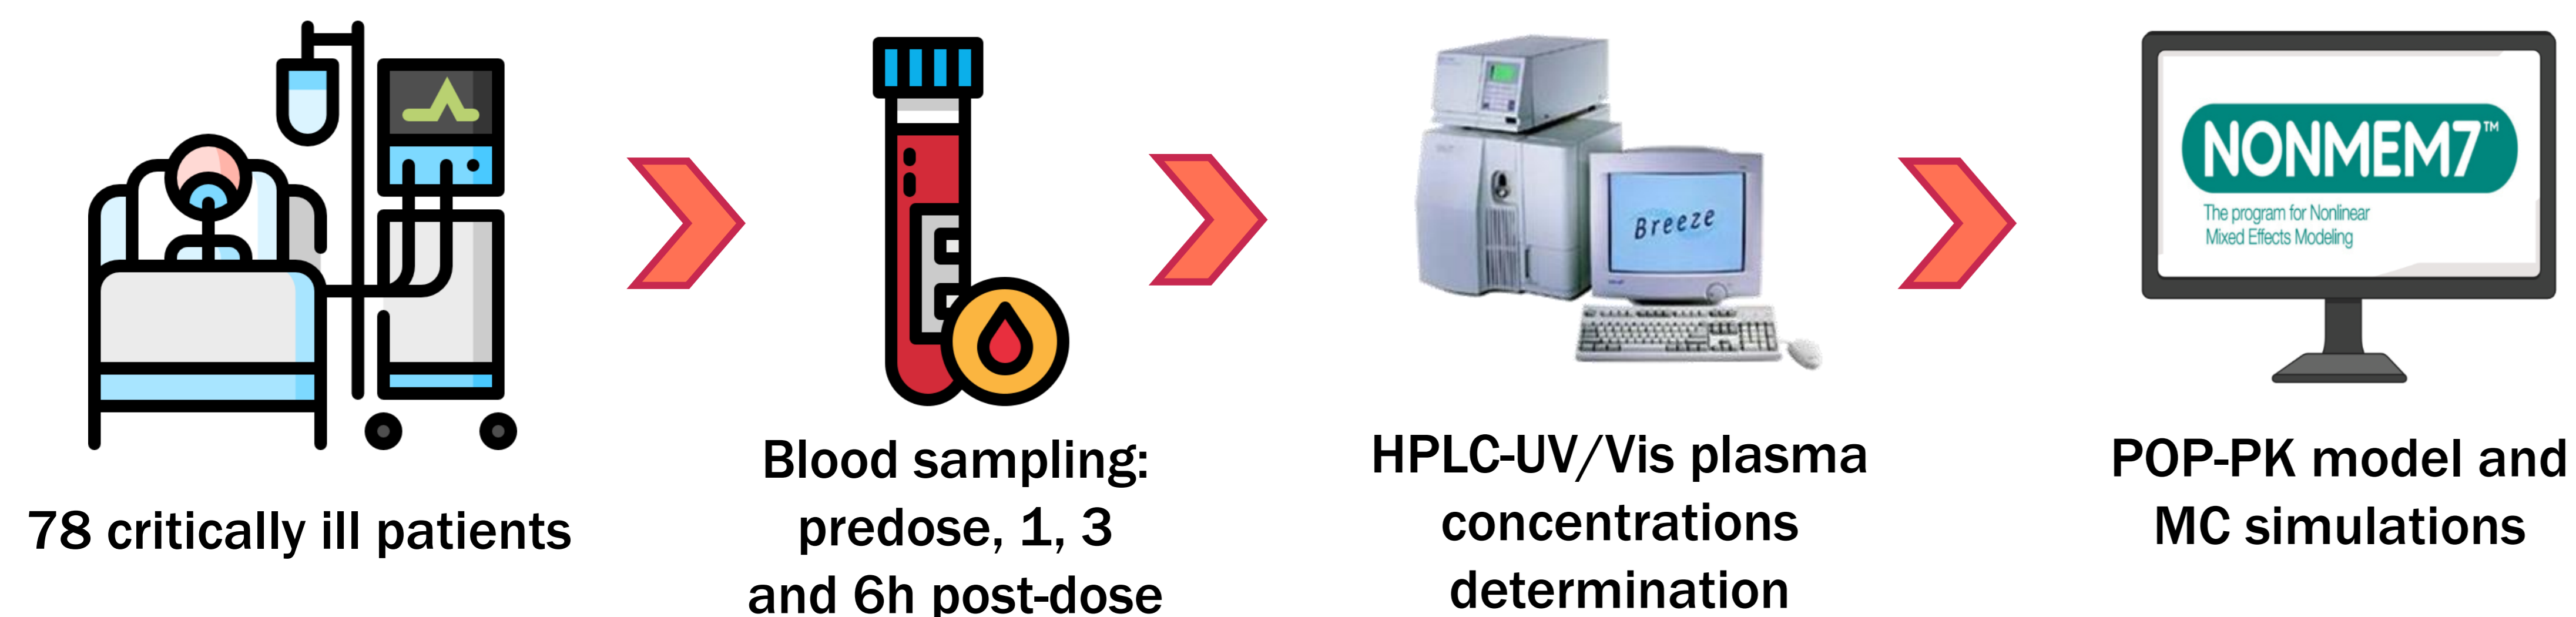 78 critically ill patients
Blood sampling:
predose, 1, 3
and 6h post-dose
Breeze
HPLC-UV/Vis plasma
concentrations
determination
NONMEM7™
The program for Nonlinear
Mixed Effects Modeling
POP-PK model and
MC simulations